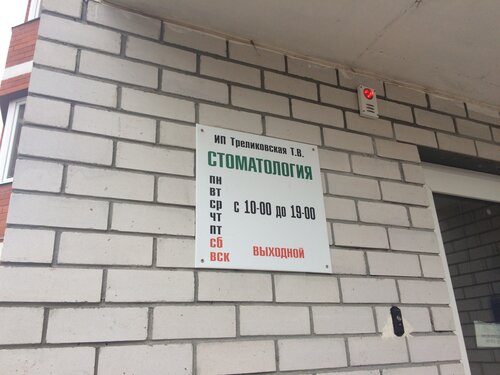 ИП Треликовская Т.В.
СТОМАТОЛОГИЯ
ПН
ВТ
СР с 10-00 до 19-00
ЧТ
ПТ
СБ
ВСК ВЫХОДНОЙ